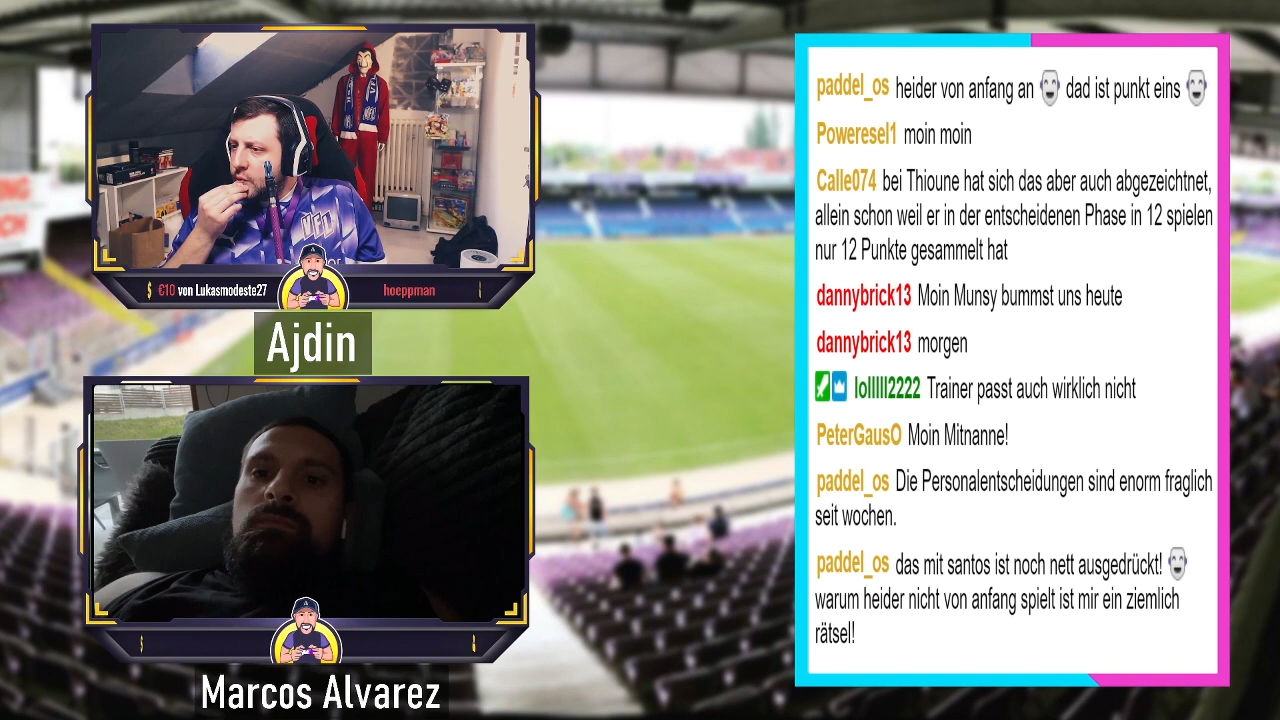 VFL
€10 von Lukasmodeste27
hoeppman
Ajdin
Marcos Alvarez
paddel_os heider von anfang an dad ist punkt eins
Poweresel1 moin moin
Calle074 bei Thioune hat sich das aber auch abgezeichnet,
allein schon weil er in der entscheidenen Phase in 12 spielen
nur 12 Punkte gesammelt hat
dannybrick13 Moin Munsy bummst uns heute
dannybrick13 morgen
lolllll2222 Trainer passt auch wirklich nicht
PeterGausO Moin Mitnanne!
paddel_os Die Personalentscheidungen sind enorm fraglich
seit wochen.
paddel_os das mit santos ist noch nett ausgedrückt!
warum heider nicht von anfang spielt ist mir ein ziemlich
rätsel!